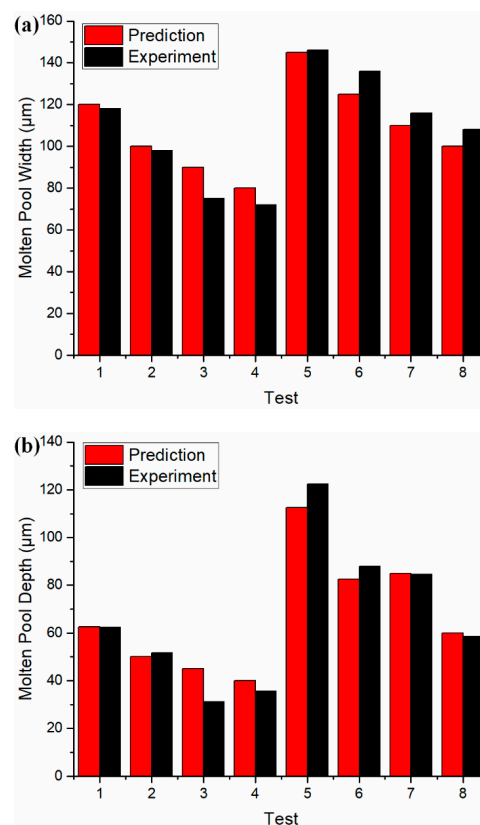 (a)
160
Prediction
Experiment
140
120
100
80
60
40
20
0
Molten Pool Width (μm)
1 2 3 4 5 6 7 8
Test
(b)
140
Prediction
Experiment
120
100
80
60
40
20
0
Molten Pool Depth (μm)
1 2 3 4 5 6 7 8
Test